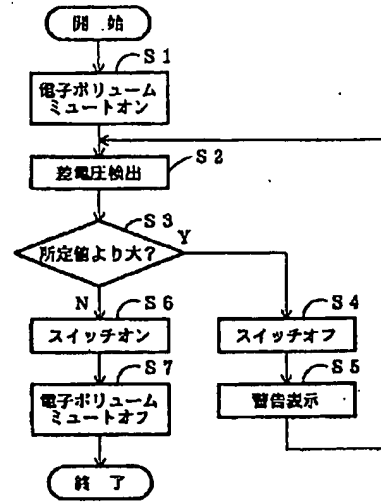 開 始
S1
電子ボリューム
ミュートオン
S2
差電圧検出
S3
所定値より大?
Y
N
S6
スイッチオン
S7
電子ボリューム
ミュートオフ
終 了
S4
スイッチオフ
S5
警告表示